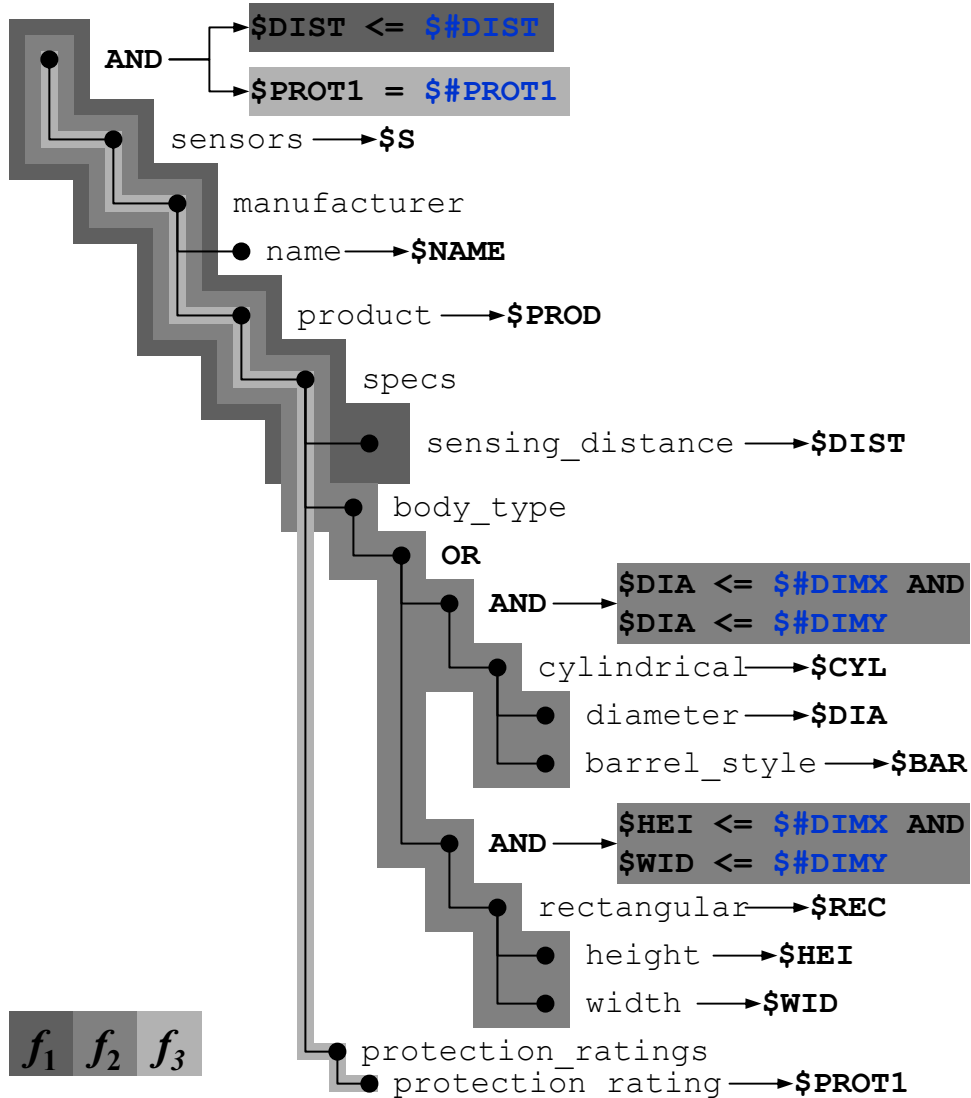 $DIST <= $#DIST
AND
$PROT1 = $#PROT1
sensors $S
manufacturer
name $NAME
product $PROD
specs
sensing_distance $DIST
body_type
OR
$DIA <= $#DIMX AND
AND
$DIA <= $#DIMY
cylindrical $CYL
diameter $DIA
barrel_style $BAR
$HEI <= $#DIMX AND
AND
$WID <= $#DIMY
rectangular $REC
height $HEI
width $WID
f1 f2 f3
protection_ratings
protection rating $PROT1